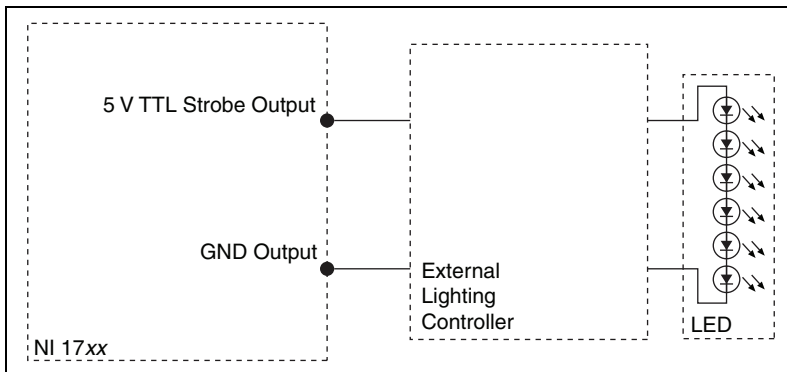 5 V TTL Strobe Output
GND Output
External
Lighting
Controller
LED
NI 17xx